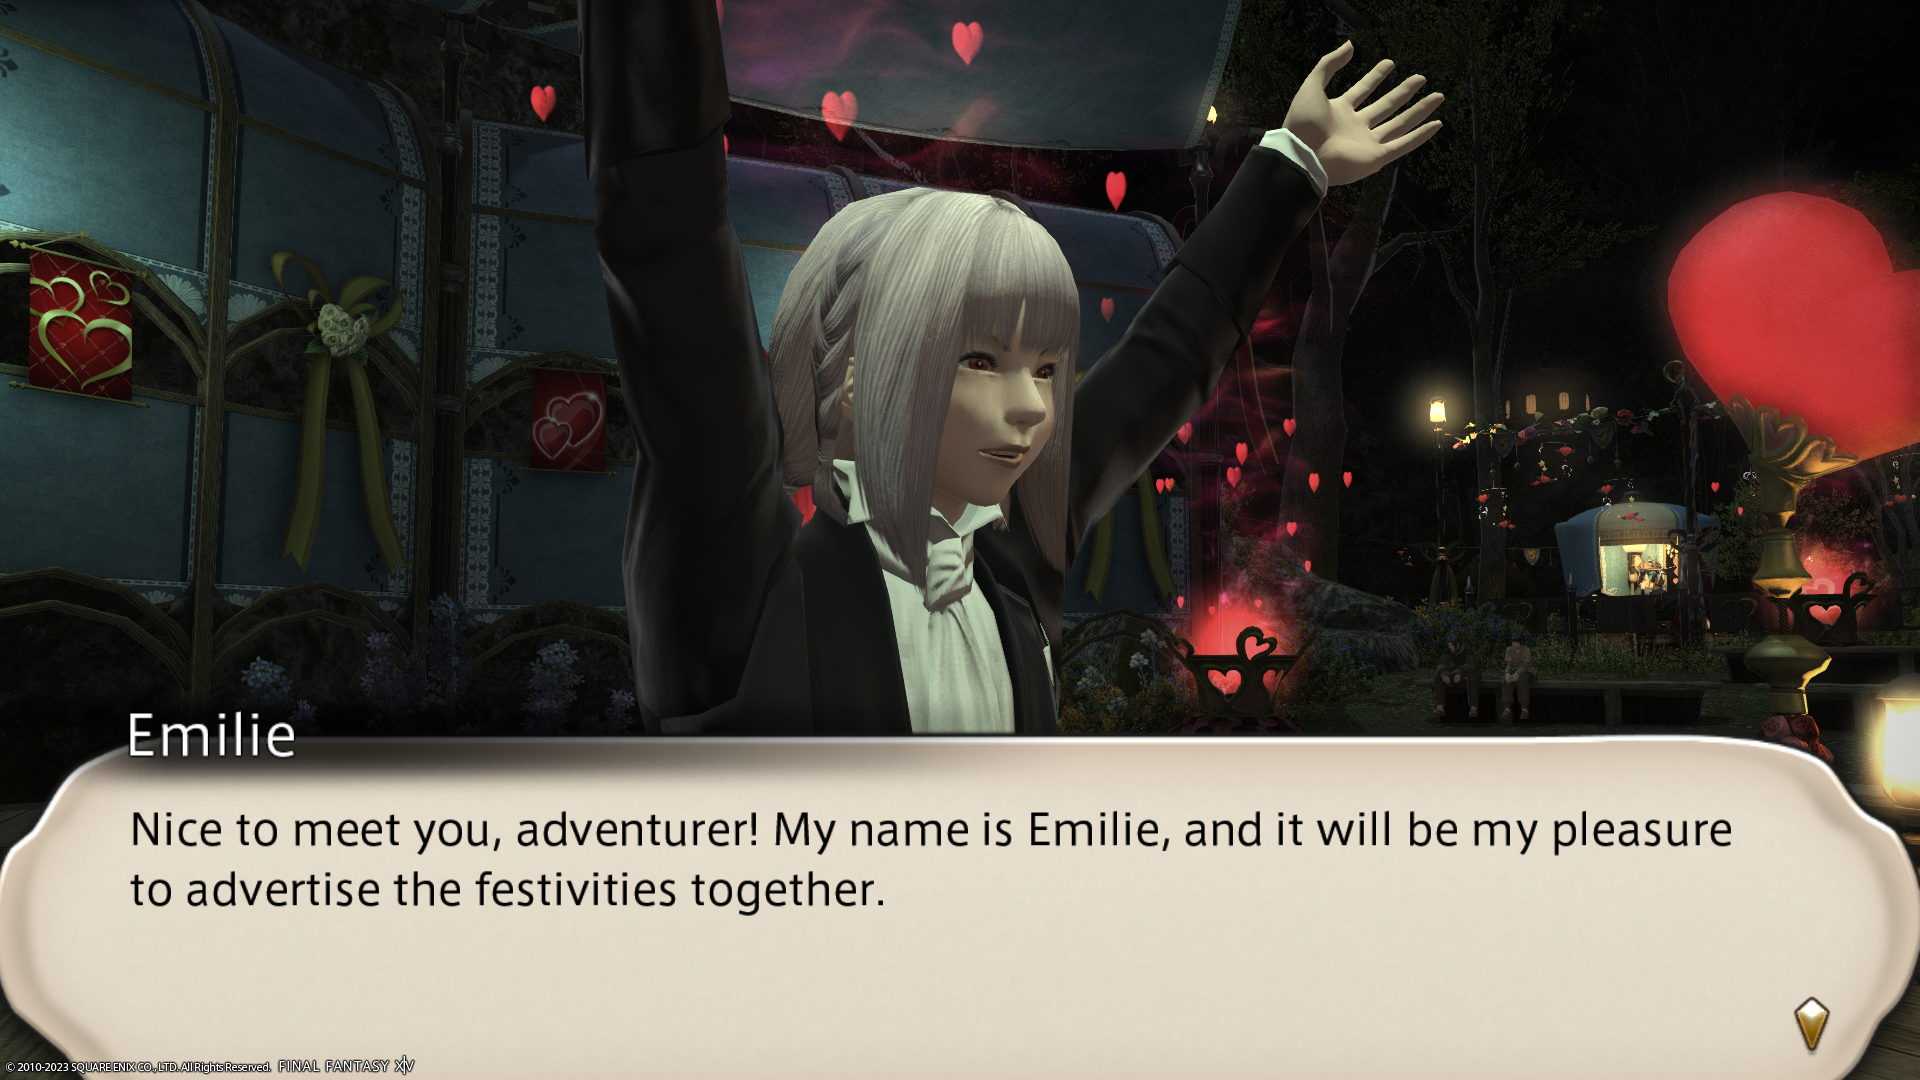 Emilie
Nice to meet you, adventurer! My name is Emilie, and it will be my pleasure
to advertise the festivities together.
© 2010-2023 SQUARE ENIX CO., LTD. All Rights Reserved. FINAL FANTASY XIV